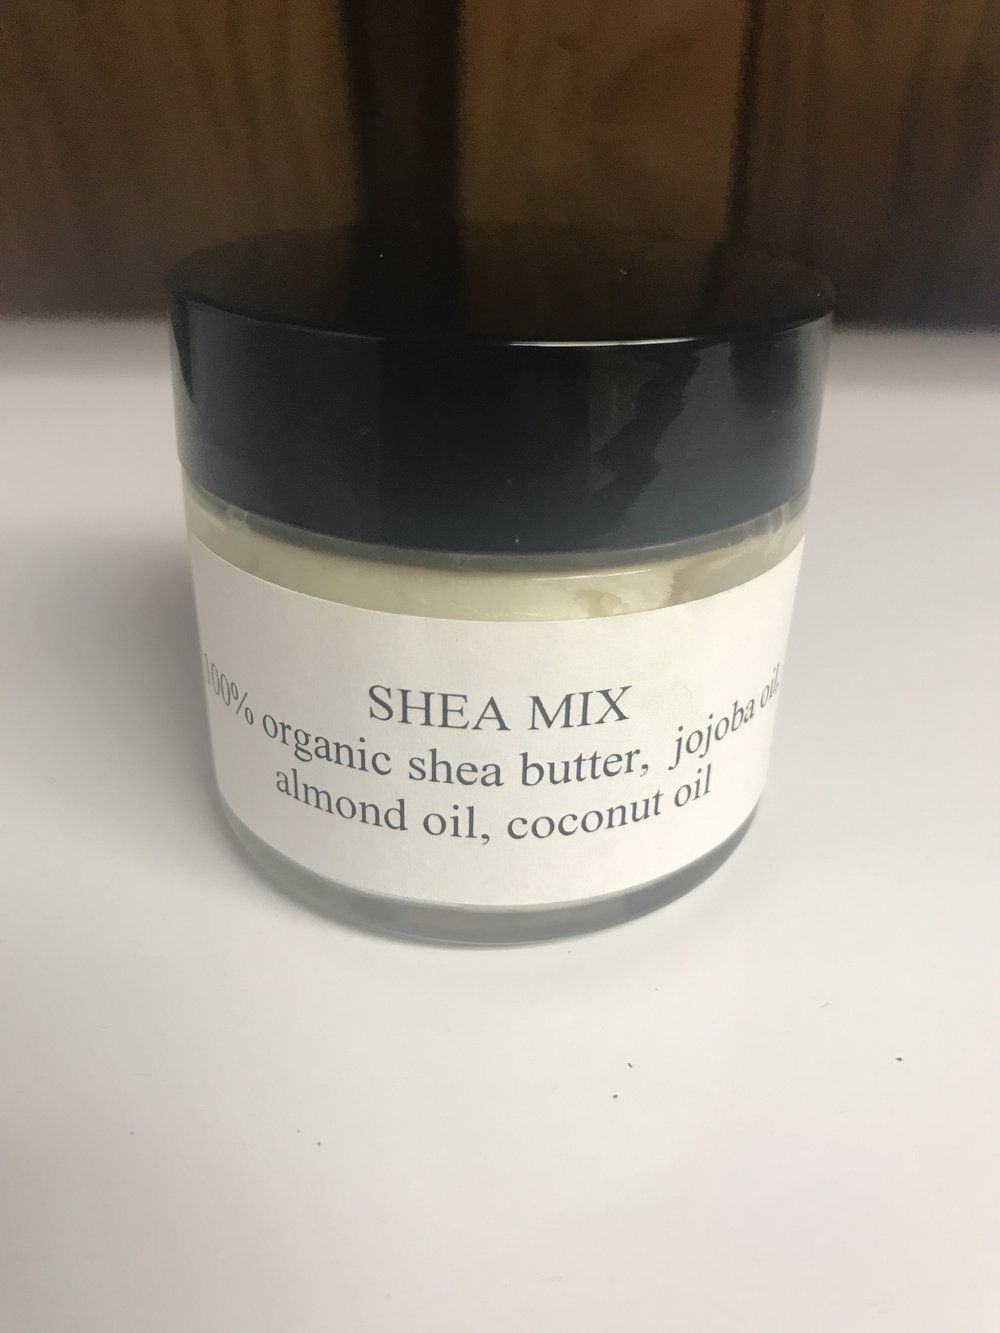 SHEA MIX
100% organic shea butter, jojoba oil,
almond oil, coconut oil